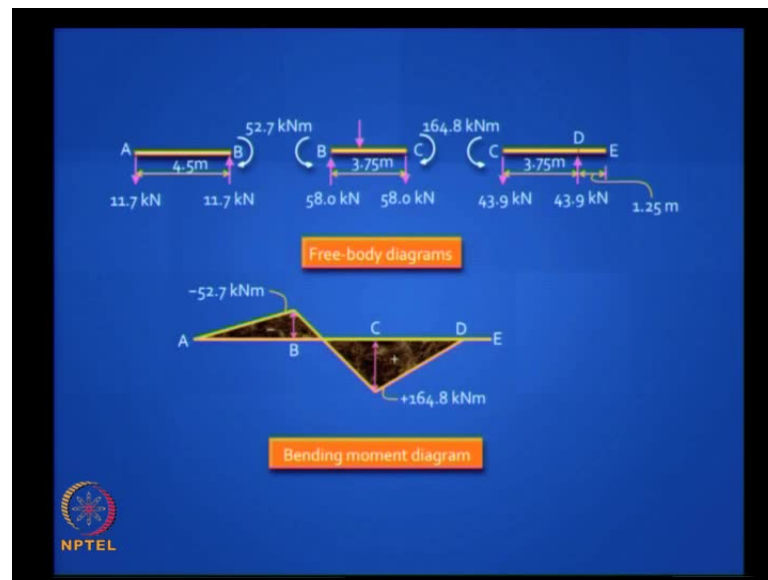 52.7 kNm 164.8 kNm
A B B C C D E
4.5m 3.75m 3.75m
11.7 kN 11.7 kN 58.0 kN 58.0 kN 43.9 kN 43.9 kN 1.25 m
Free-body diagrams
-52.7 kNm
A B C D E
- +
+164.8 kNm
Bending moment diagram
NPTEL